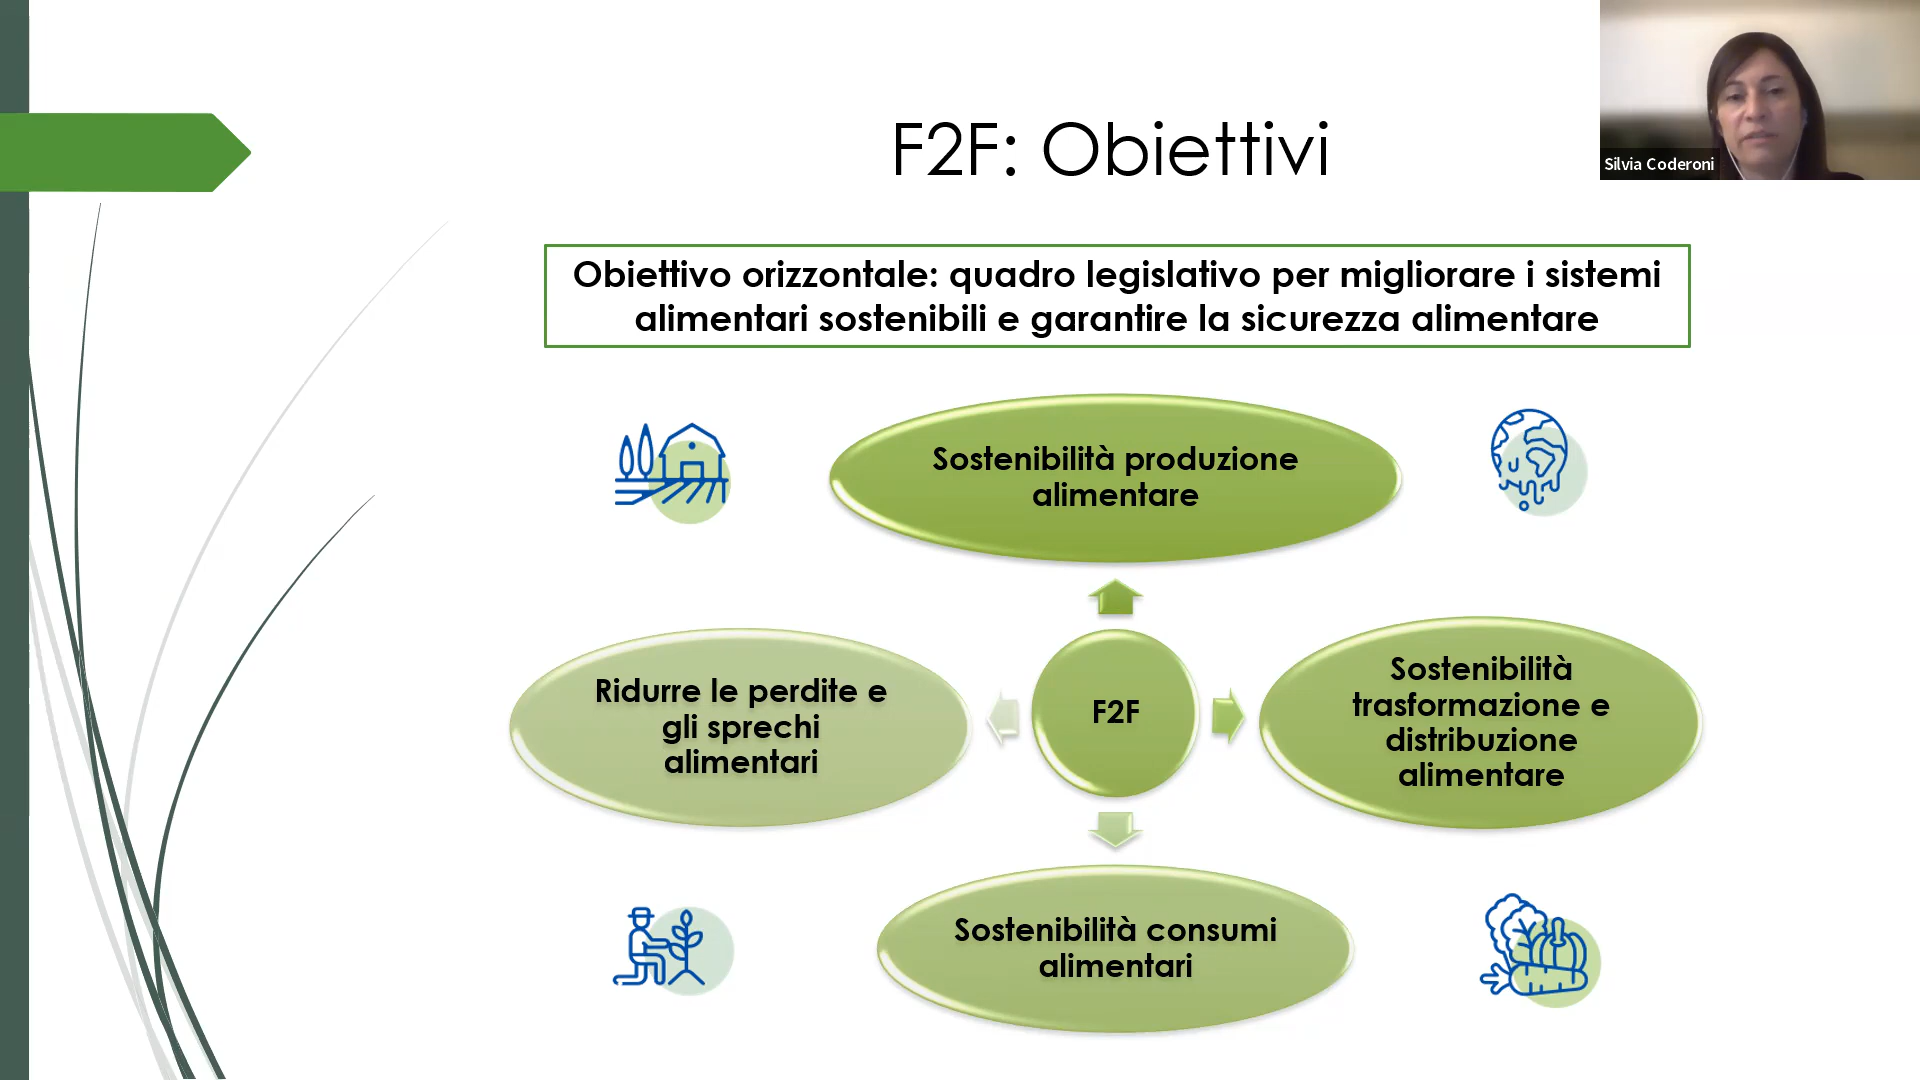 F2F: Obiettivi
Silvia Coderoni
Obiettivo orizzontale: quadro legislativo per migliorare i sistemi
alimentari sostenibili e garantire la sicurezza alimentare
Sostenibilità produzione
alimentare
Ridurre le perdite e
gli sprechi
alimentari
F2F
Sostenibilità
trasformazione e
distribuzione
alimentare
Sostenibilità consumi
alimentari